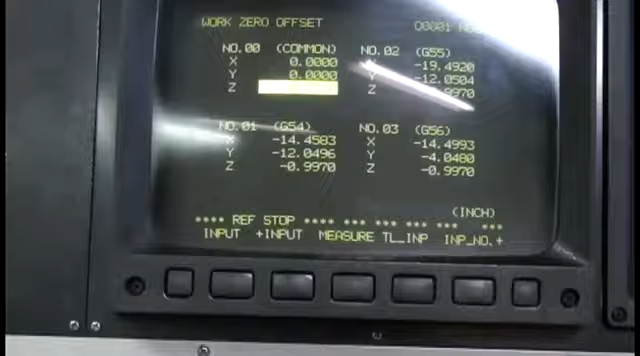 WORK ZERO OFFSET
NO.00 (COMMON)
X 0.0000
Y 0.0000
Z
NO.02 (G55)
X -19.4920
Y -12.0504
Z
NO.01 (G54)
X -14.4583
Y -12.0496
Z -0.9970
NO.03 (G56)
X -14.4993
Y -4.0480
Z -0.9970
(INCH)
**** REF STOP **** *** *** *** *** ***
INPUT +INPUT MEASURE TL_INP INP_NO.+